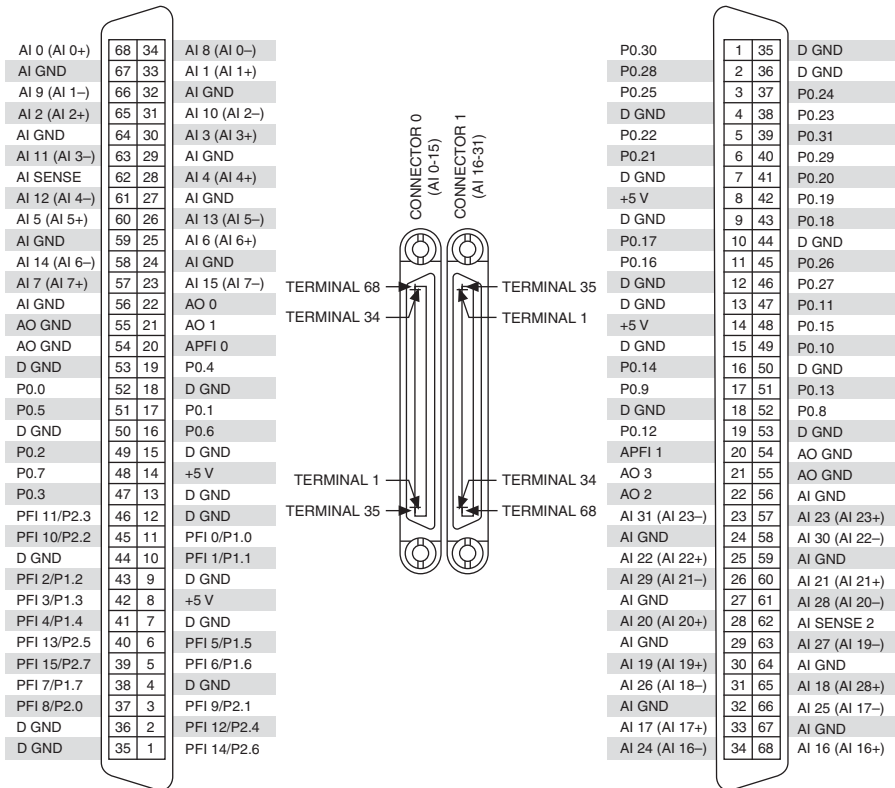 AI 0 (AI 0+) 68 34 AI 8 (AI 0–)
AI GND 67 33 AI 1 (AI 1+)
AI 9 (AI 1–) 66 32 AI GND
AI 2 (AI 2+) 65 31 AI 10 (AI 2–)
AI GND 64 30 AI 3 (AI 3+)
AI 11 (AI 3–) 63 29 AI GND
AI SENSE 62 28 AI 4 (AI 4+)
AI 12 (AI 4–) 61 27 AI GND
AI 5 (AI 5+) 60 26 AI 13 (AI 5–)
AI GND 59 25 AI 6 (AI 6+)
AI 14 (AI 6–) 58 24 AI GND
AI 7 (AI 7+) 57 23 AI 15 (AI 7–)
AI GND 56 22 AO 0
AO GND 55 21 AO 1
AO GND 54 20 APFI 0
D GND 53 19 P0.4
P0.0 52 18 D GND
P0.5 51 17 P0.1
D GND 50 16 P0.6
P0.2 49 15 D GND
P0.7 48 14 +5 V
P0.3 47 13 D GND
PFI 11/P2.3 46 12 D GND
PFI 10/P2.2 45 11 PFI 0/P1.0
D GND 44 10 PFI 1/P1.1
PFI 2/P1.2 43 9 D GND
PFI 3/P1.3 42 8 +5 V
PFI 4/P1.4 41 7 D GND
PFI 13/P2.5 40 6 PFI 5/P1.5
PFI 15/P2.7 39 5 PFI 6/P1.6
PFI 7/P1.7 38 4 D GND
PFI 8/P2.0 37 3 PFI 9/P2.1
D GND 36 2 PFI 12/P2.4
D GND 35 1 PFI 14/P2.6
CONNECTOR 0
(AI 0-15)
CONNECTOR 1
(AI 16-31)
TERMINAL 68
TERMINAL 34
TERMINAL 35
TERMINAL 1
TERMINAL 1
TERMINAL 35
TERMINAL 34
TERMINAL 68
P0.30 1 35 D GND
P0.28 2 36 D GND
P0.25 3 37 P0.24
D GND 4 38 P0.23
P0.22 5 39 P0.31
P0.21 6 40 P0.29
D GND 7 41 P0.20
+5 V 8 42 P0.19
D GND 9 43 P0.18
P0.17 10 44 D GND
P0.16 11 45 P0.26
D GND 12 46 P0.27
D GND 13 47 P0.11
+5 V 14 48 P0.15
D GND 15 49 P0.10
P0.14 16 50 D GND
P0.9 17 51 P0.13
D GND 18 52 P0.8
P0.12 19 53 D GND
APFI 1 20 54 AO GND
AO 3 21 55 AO GND
AO 2 22 56 AI GND
AI 31 (AI 23–) 23 57 AI 23 (AI 23+)
AI GND 24 58 AI 30 (AI 22–)
AI 22 (AI 22+) 25 59 AI GND
AI 29 (AI 21–) 26 60 AI 21 (AI 21+)
AI GND 27 61 AI 28 (AI 20–)
AI 20 (AI 20+) 28 62 AI SENSE 2
AI GND 29 63 AI 27 (AI 19–)
AI 19 (AI 19+) 30 64 AI GND
AI 26 (AI 18–) 31 65 AI 18 (AI 28+)
AI GND 32 66 AI 25 (AI 17–)
AI 17 (AI 17+) 33 67 AI GND
AI 24 (AI 16–) 34 68 AI 16 (AI 16+)